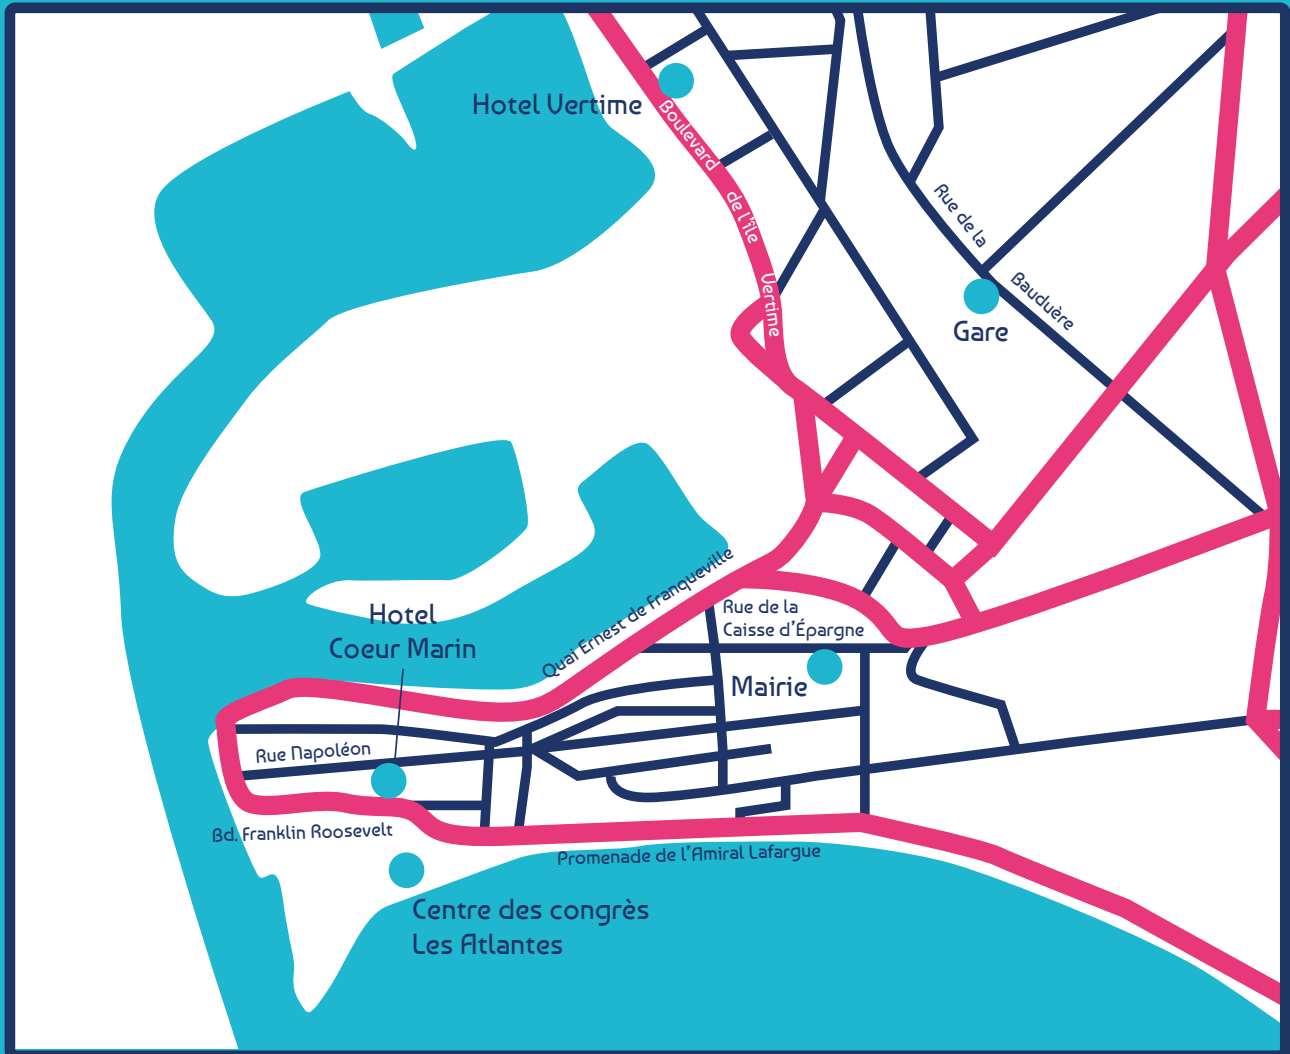 Hotel Vertime
Boulevard
de l'île
Vertime
Rue de la
Bauduère
Gare
Quai Ernest de Franqueville
Hotel
Coeur Marin
Rue de la
Caisse d'Épargne
Mairie
Rue Napoléon
Bd. Franklin Roosevelt
Promenade de l'Amiral Lafargue
Centre des congrès
Les Atlantes